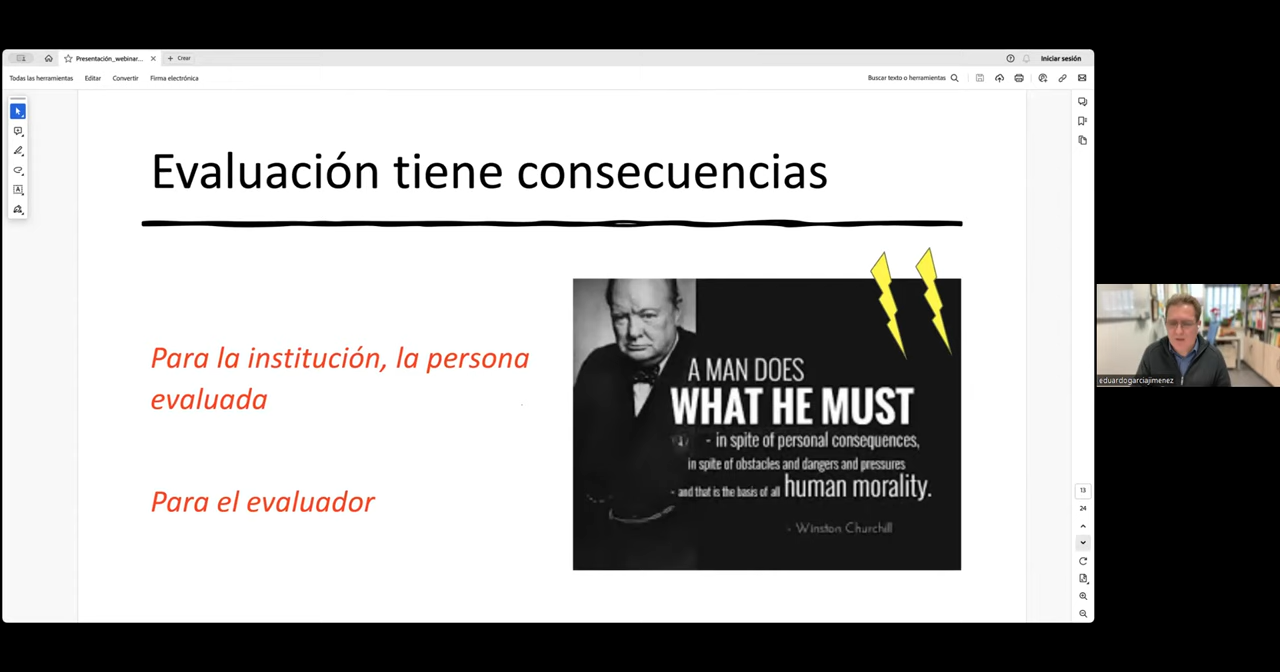 Presentación_webinar...
Crear
Iniciar sesión
Todas las herramientas Editar Convertir Firma electrónica
Buscar texto o herramientas
Evaluación tiene consecuencias
Para la institución, la persona
evaluada
Para el evaluador
A MAN DOES
WHAT HE MUST
- in spite of personal consequences,
in spite of obstacles and dangers and pressures
- and that is the basis of all human morality.
- Winston Churchill
eduardogarciajimenez
13
24